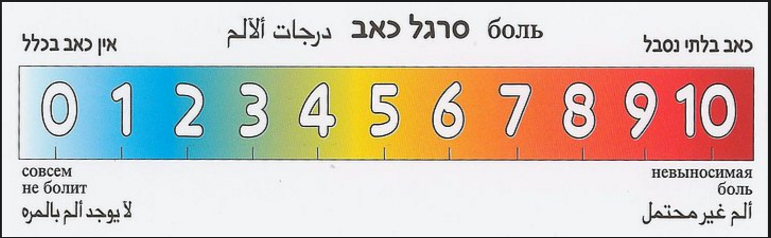 боль סרגל כאב درجات ألألم
אין כאב בכלל
כאב בלתי נסבל
0 1 2 3 4 5 6 7 8 9 10
совсем
не болит
لا يوجد ألم بالمره
невыносимая
боль
ألم غير محتمل